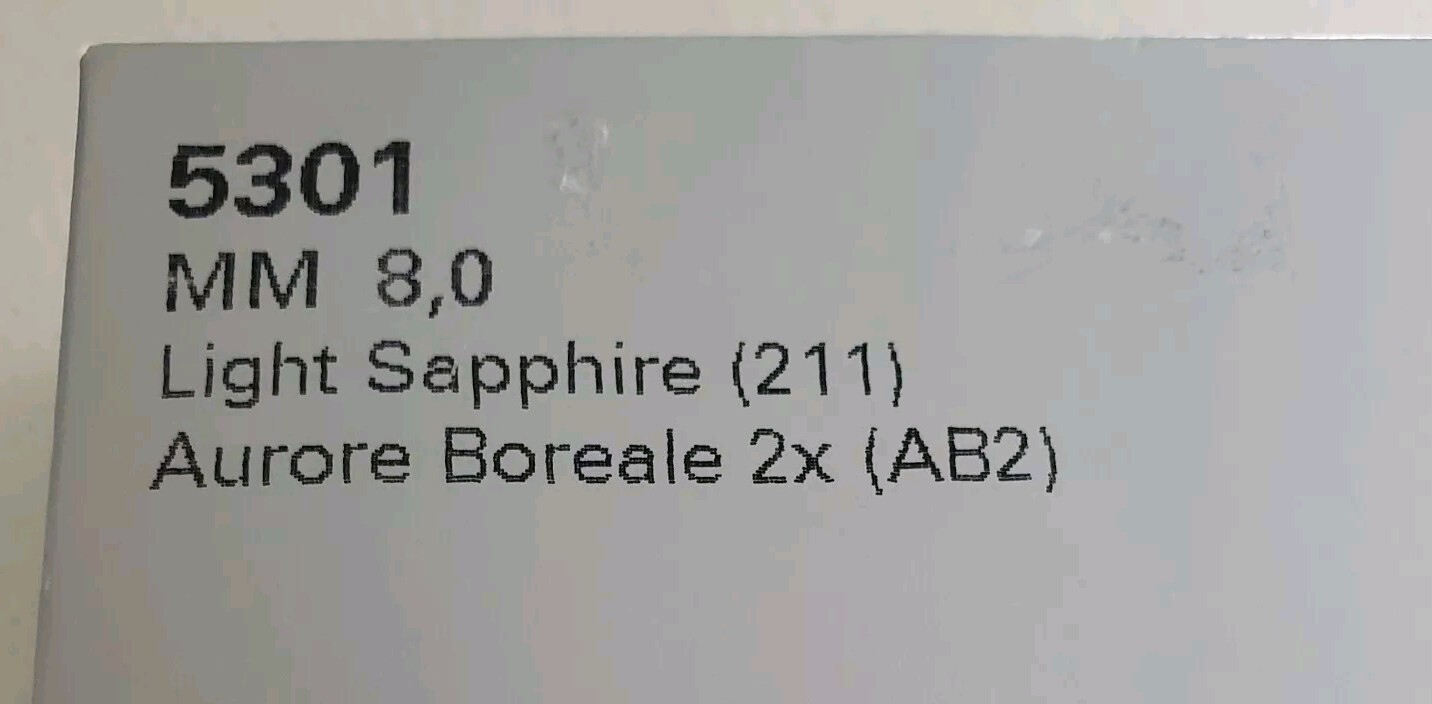 5301
MM 8,0
Light Sapphire (211)
Aurore Boreale 2x (AB2)